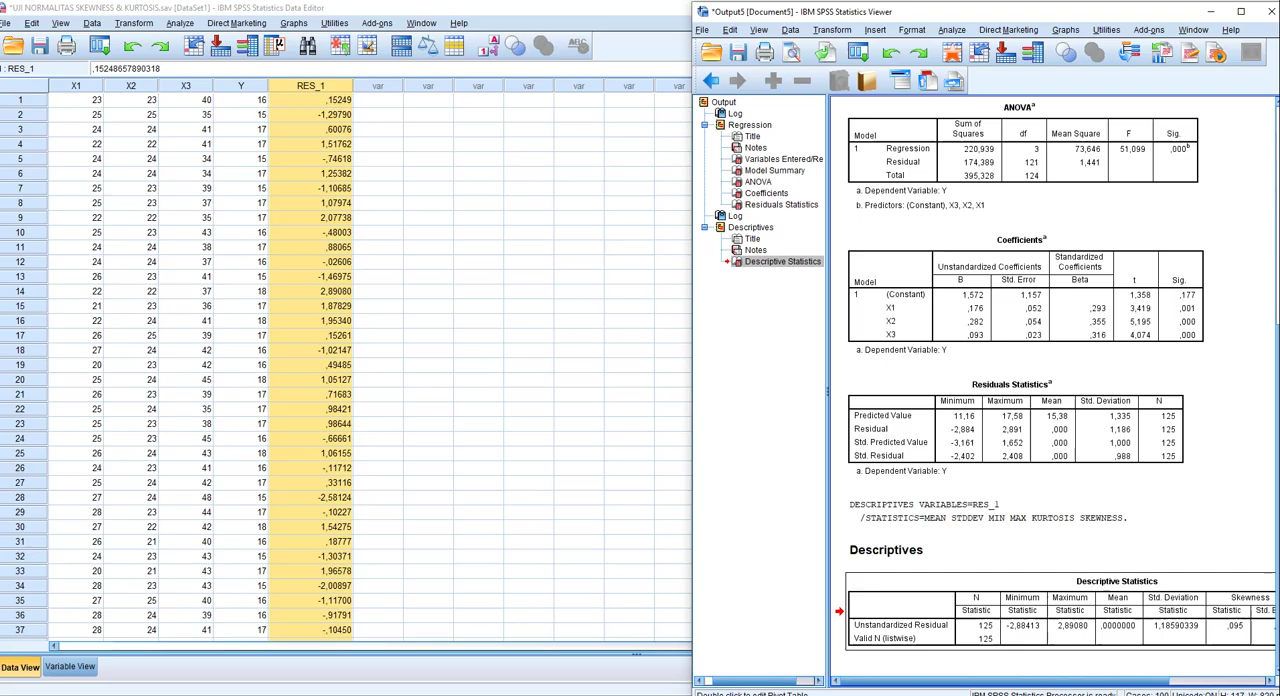 *UJI NORMALITAS SKEWNESS & KURTOSIS.sav [DataSet1] - IBM SPSS Statistics Data Editor
File Edit View Data Transform Analyze Direct Marketing Graphs Utilities Add-ons Window Help
: RES_1 ,15248657890318
X1 X2 X3 Y RES_1 var var var var var var var
1 23 23 40 16 ,15249
2 25 25 35 15 -1,29790
3 24 24 41 17 ,60076
4 22 22 41 17 1,51762
5 24 24 34 15 -,74618
6 24 24 34 17 1,25382
7 25 23 39 15 -1,10685
8 25 23 37 17 1,07974
9 22 22 35 17 2,07738
10 25 23 43 16 -,48003
11 24 24 38 17 ,88065
12 24 24 37 16 -,02606
13 26 23 41 15 -1,46975
14 22 22 37 18 2,89080
15 21 23 36 17 1,87829
16 22 24 41 18 1,95340
17 26 25 39 17 ,15261
18 27 24 42 16 -1,02147
19 20 23 42 16 ,49485
20 25 24 45 18 1,05127
21 26 23 39 17 ,71683
22 25 24 35 17 ,98421
23 25 23 38 17 ,98644
24 25 23 45 16 -,66661
25 26 24 43 18 1,06155
26 24 23 41 16 -,11712
27 25 24 42 17 ,33116
28 27 24 48 15 -2,58124
29 28 23 44 17 -,10227
30 27 22 42 18 1,54275
31 26 21 40 16 ,18777
32 24 23 43 15 -1,30371
33 20 21 43 17 1,96578
34 28 23 43 15 -2,00897
35 27 25 40 16 -1,11700
36 28 24 39 16 -,91791
37 28 24 41 17 -,10450
Data View Variable View
*Output5 [Document5] - IBM SPSS Statistics Viewer
File Edit View Data Transform Insert Format Analyze Direct Marketing Graphs Utilities Add-ons Window Help
Output
Log
Regression
Title
Notes
Variables Entered/Re
Model Summary
ANOVA
Coefficients
Residuals Statistics
Log
Descriptives
Title
Notes
Descriptive Statistics
ANOVAa
Model Sum of Squares df Mean Square F Sig.
1 Regression 220,939 3 73,646 51,099 ,000b
Residual 174,389 121 1,441
Total 395,328 124
a. Dependent Variable: Y
b. Predictors: (Constant), X3, X2, X1
Coefficientsa
Unstandardized Coefficients Standardized Coefficients
Model B Std. Error Beta t Sig.
1 (Constant) 1,572 1,157 1,358 ,177
X1 ,176 ,052 ,293 3,419 ,001
X2 ,282 ,054 ,355 5,195 ,000
X3 ,093 ,023 ,316 4,074 ,000
a. Dependent Variable: Y
Residuals Statisticsa
Minimum Maximum Mean Std. Deviation N
Predicted Value 11,16 17,58 15,38 1,335 125
Residual -2,884 2,891 ,000 1,186 125
Std. Predicted Value -3,161 1,652 ,000 1,000 125
Std. Residual -2,402 2,408 ,000 ,988 125
a. Dependent Variable: Y
DESCRIPTIVES VARIABLES=RES_1
/STATISTICS=MEAN STDDEV MIN MAX KURTOSIS SKEWNESS.
Descriptives
Descriptive Statistics
N Minimum Maximum Mean Std. Deviation Skewness
Statistic Statistic Statistic Statistic Statistic Statistic Std. E
Unstandardized Residual 125 -2,88413 2,89080 ,0000000 1,18590339 ,095
Valid N (listwise) 125
Double click to edit Pivot Table IBM SPSS Statistics Processor is ready Cases: 100 Unicode:ON